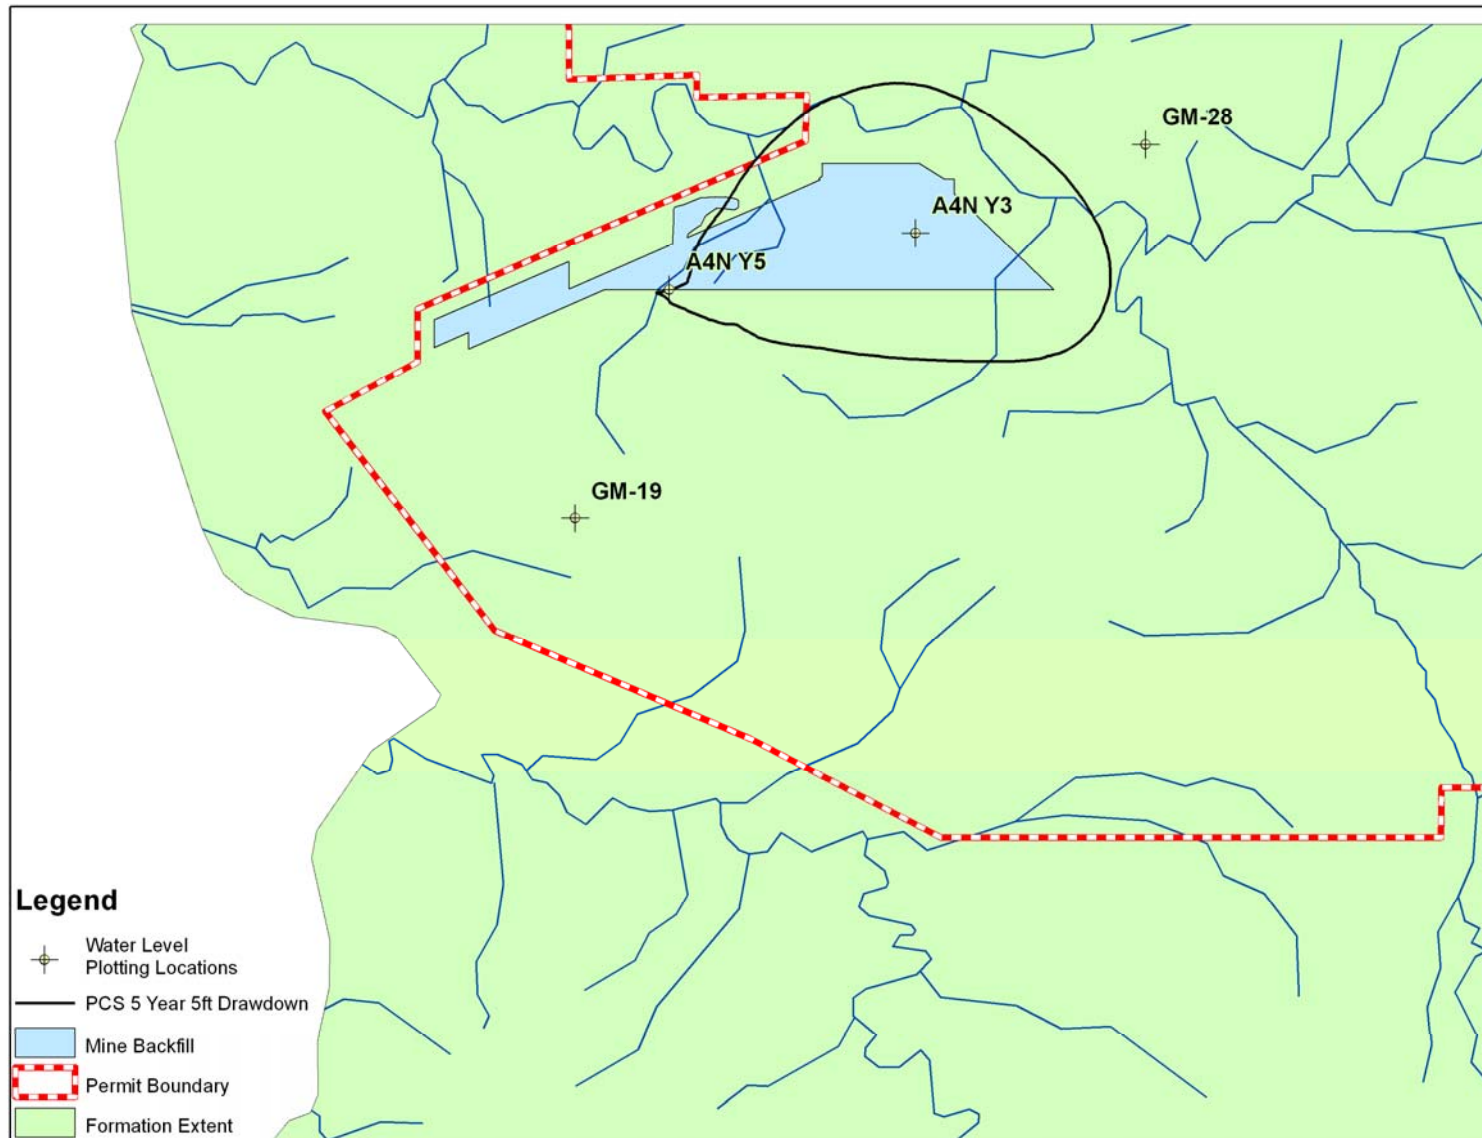 GM-28
A4N Y3
A4N Y5
GM-19
Legend
Water Level
Plotting Locations
PCS 5 Year 5ft Drawdown
Mine Backfill
Permit Boundary
Formation Extent